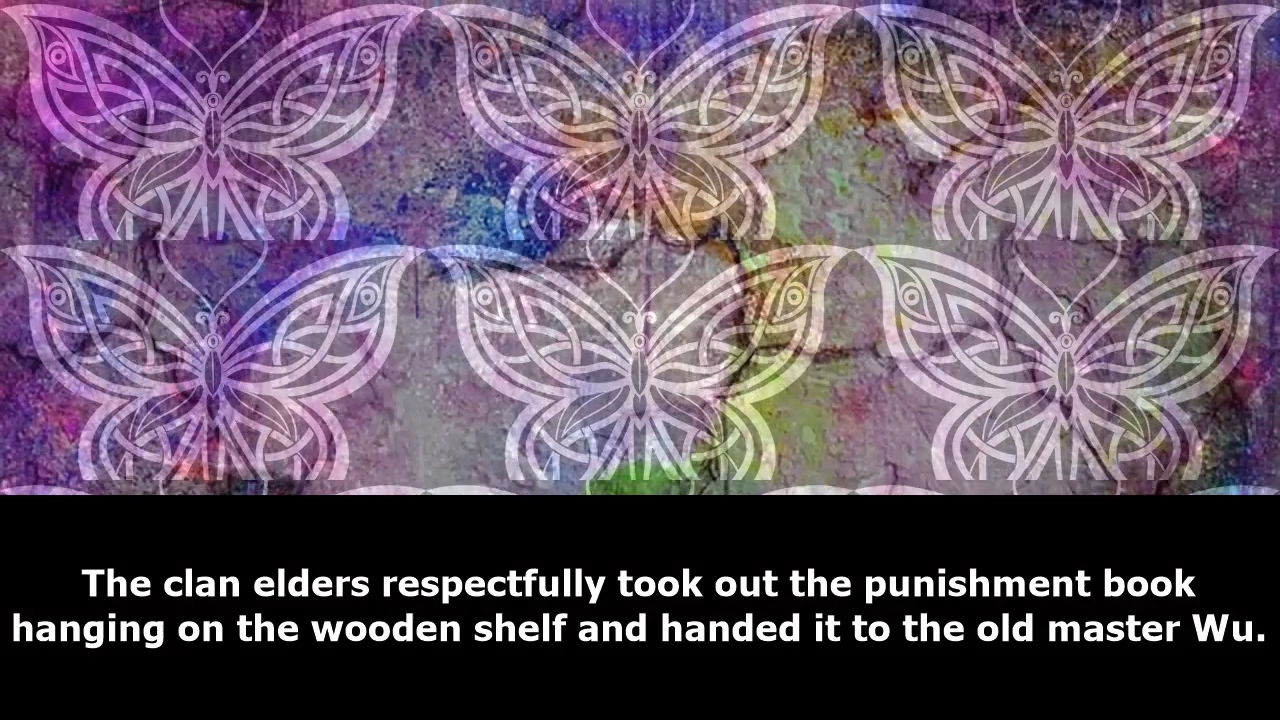 The clan elders respectfully took out the punishment book
hanging on the wooden shelf and handed it to the old master Wu.